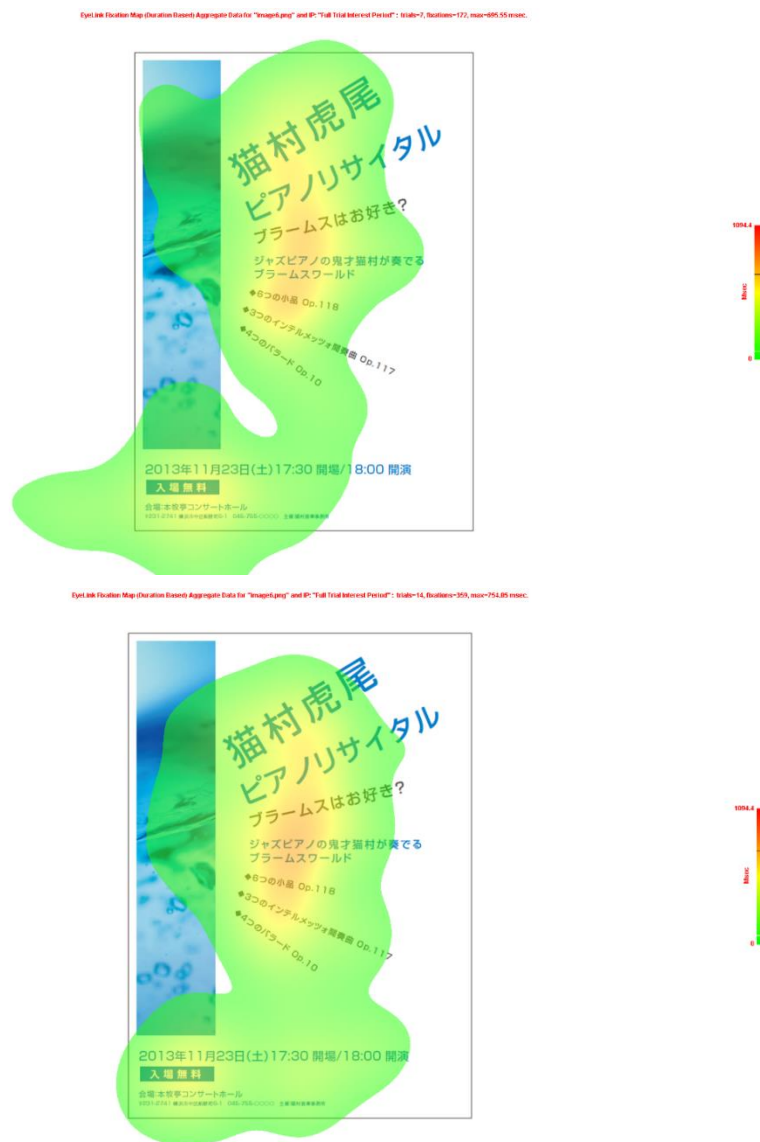 EyeLink Fixation Map (Duration Based) Aggregate Data for "Image6.png" and IP: "Full Trial Interest Period" : trials=7, fixations=172, max=695.55 msec.
猫村虎尾
ピアノリサイタル
ブラームスはお好き?
ジャズピアノの鬼才猫村が奏でる
ブラームスワールド
◆6つの小品 Op.118
◆3つのインテルメッツォ間奏曲 Op.117
◆4つのバラード Op.10
2013年11月23日(土)17:30 開場/18:00 開演
入場無料
会場:本牧亭コンサートホール
1094.4
Msec
0
EyeLink Fixation Map (Duration Based) Aggregate Data for "Image6.png" and IP: "Full Trial Interest Period" : trials=14, fixations=359, max=754.85 msec.
猫村虎尾
ピアノリサイタル
ブラームスはお好き?
ジャズピアノの鬼才猫村が奏でる
ブラームスワールド
◆6つの小品 Op.118
◆3つのインテルメッツォ間奏曲 Op.117
◆4つのバラード Op.10
2013年11月23日(土)17:30 開場/18:00 開演
入場無料
会場:本牧亭コンサートホール
1094.4
Msec
0